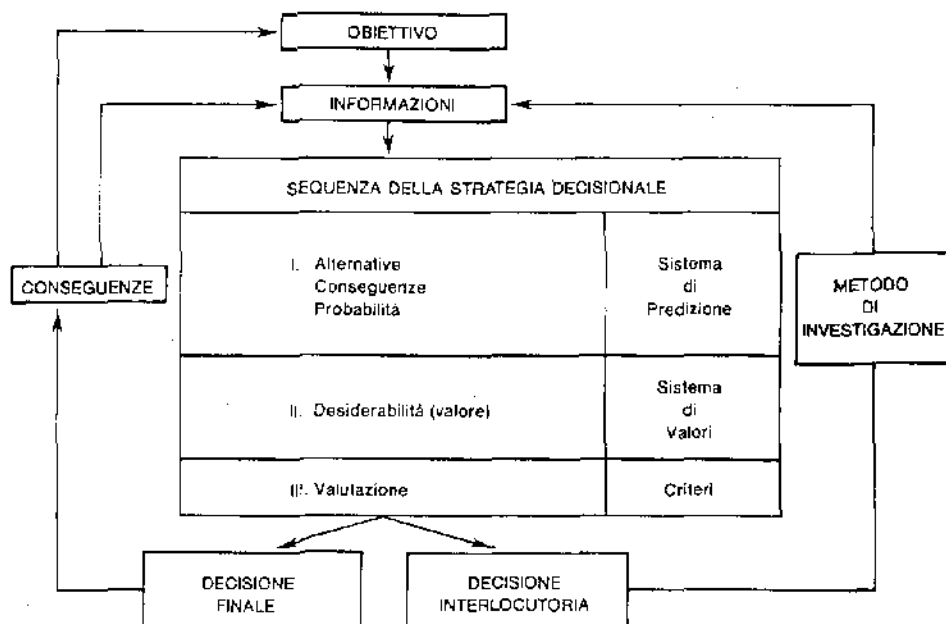 OBIETTIVO
INFORMAZIONI
SEQUENZA DELLA STRATEGIA DECISIONALE
I. Alternative
Conseguenze
Probabilità
Sistema
di
Predizione
II. Desiderabilità (valore)
Sistema
di
Valori
III. Valutazione
Criteri
CONSEGUENZE
METODO
DI
INVESTIGAZIONE
DECISIONE
FINALE
DECISIONE
INTERLOCUTORIA